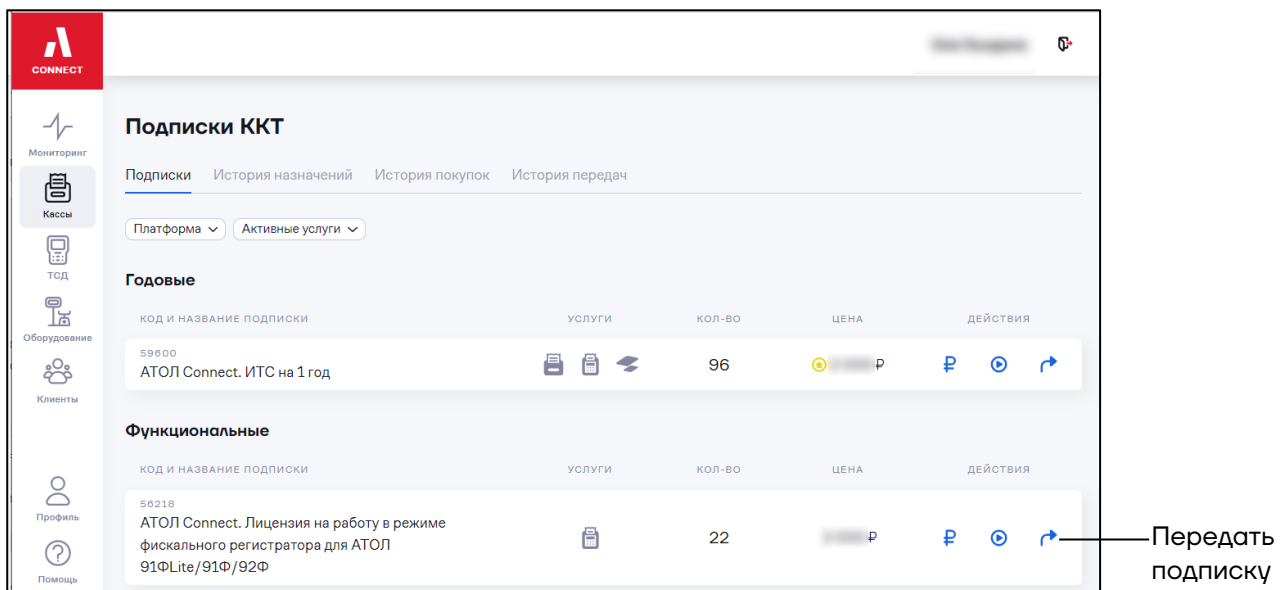 CONNECT
Мониторинг
Кассы
ТСД
Оборудование
Клиенты
Профиль
Помощь
Подписки ККТ
Подписки История назначений История покупок История передач
Платформа Активные услуги
Годовые
КОД И НАЗВАНИЕ ПОДПИСКИ УСЛУГИ КОЛ-ВО ЦЕНА ДЕЙСТВИЯ
59600
АТОЛ Connect. ИТС на 1 год 96 ₽ ₽
Функциональные
КОД И НАЗВАНИЕ ПОДПИСКИ УСЛУГИ КОЛ-ВО ЦЕНА ДЕЙСТВИЯ
56218
АТОЛ Connect. Лицензия на работу в режиме
фискального регистратора для АТОЛ 22 ₽ ₽
91ФLite/91Ф/92Ф
Передать
подписку